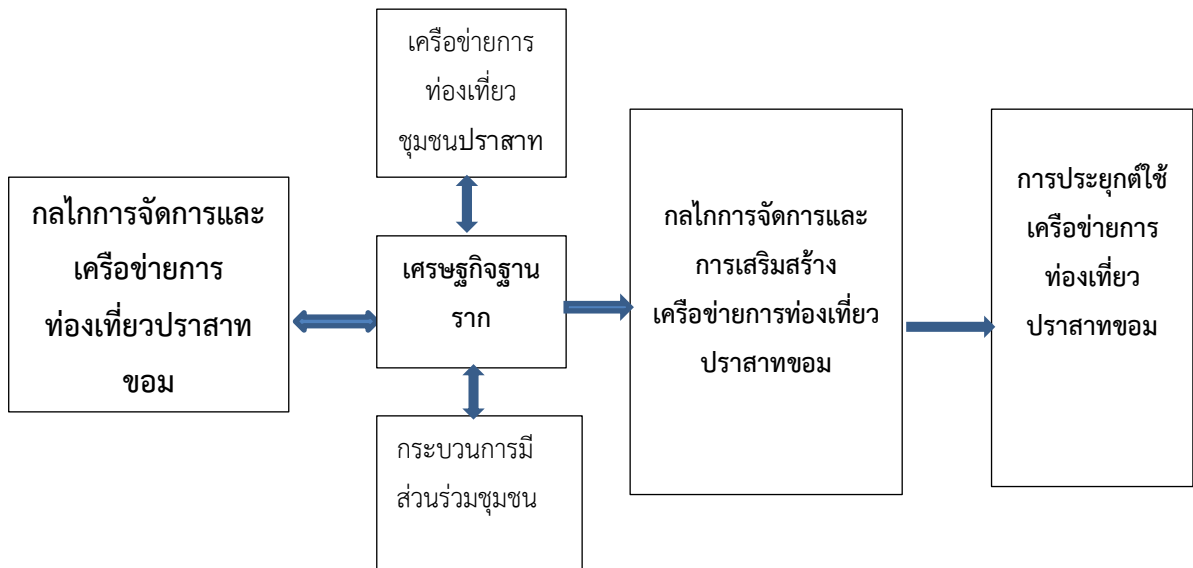 เครือข่ายการ
ท่องเที่ยว
ชุมชนปราสาท
กลไกการจัดการและ
เครือข่ายการ
ท่องเที่ยวปราสาท
ขอม
เศรษฐกิจฐาน
ราก
กระบวนการมี
ส่วนร่วมชุมชน
กลไกการจัดการและ
การเสริมสร้าง
เครือข่ายการท่องเที่ยว
ปราสาทขอม
การประยุกต์ใช้
เครือข่ายการ
ท่องเที่ยว
ปราสาทขอม